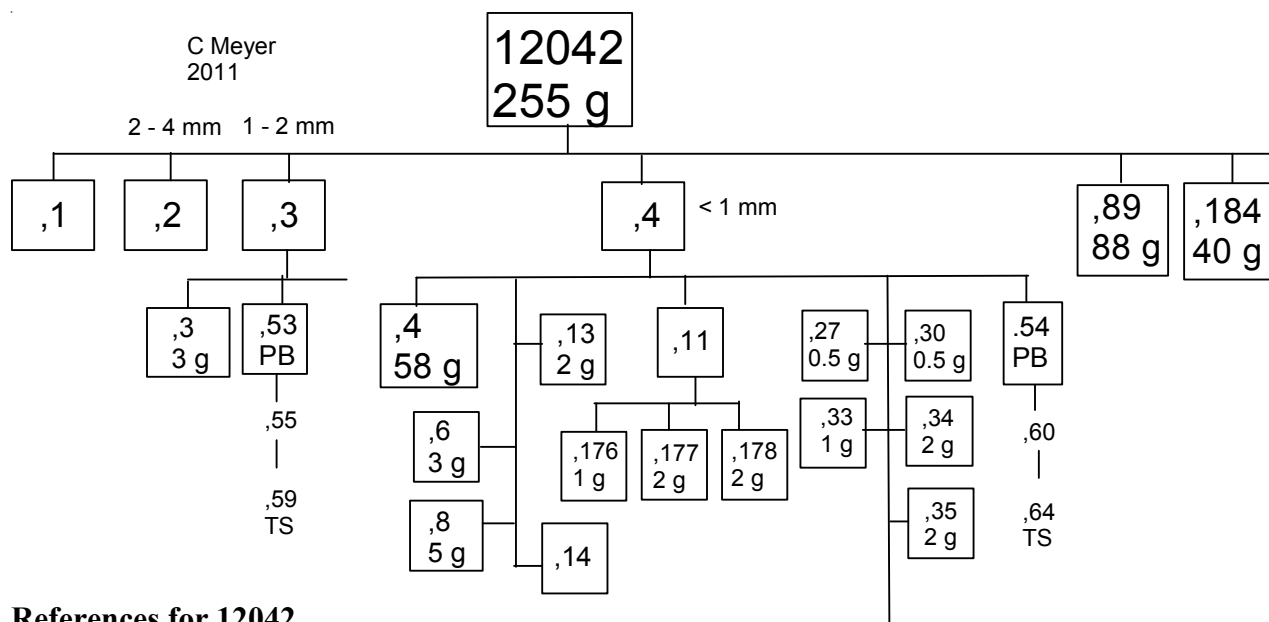 C Meyer
2011
12042
255 g
2 - 4 mm
1 - 2 mm
,1
,2
,3
,4
< 1 mm
,89
88 g
,184
40 g
,3
3 g
,53
PB
,55
,59
TS
,4
58 g
,13
2 g
,6
3 g
,8
5 g
,14
,11
,176
1 g
,177
2 g
,178
2 g
,27
0.5 g
,30
0.5 g
,33
1 g
,34
2 g
,35
2 g
.54
PB
,60
,64
TS
References for 12042